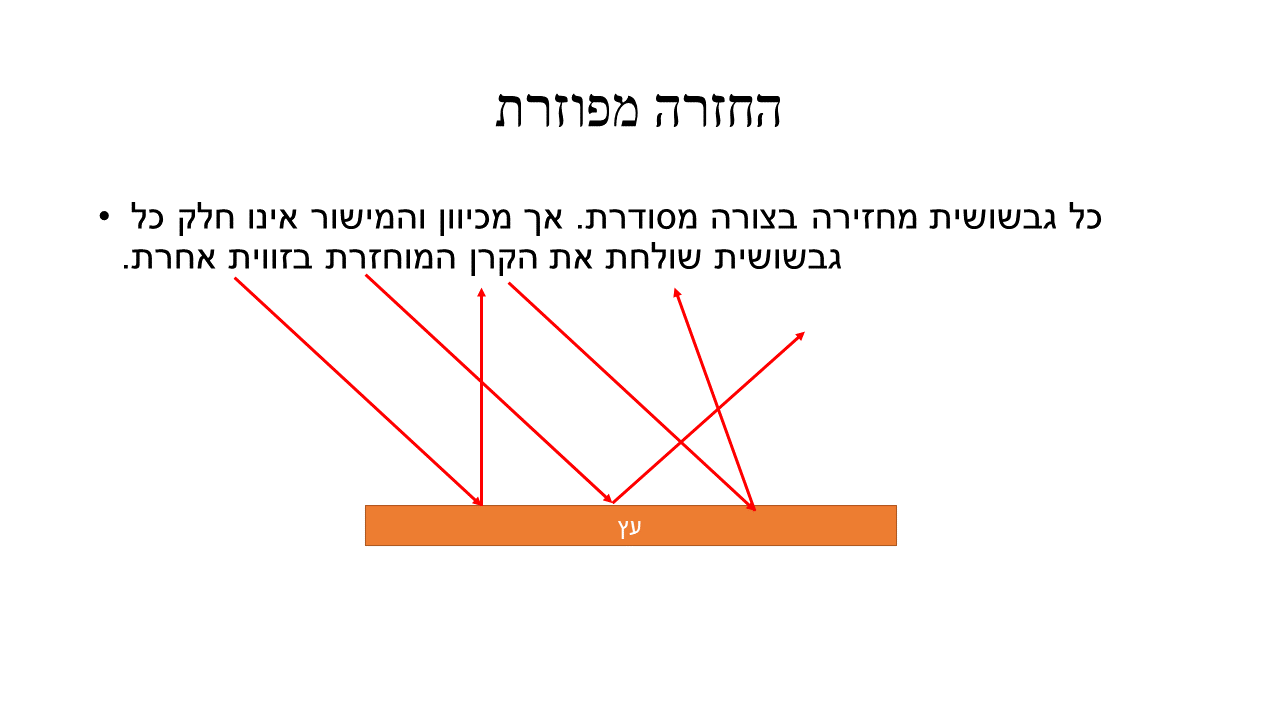 החזרה מפוזרת
• כל גבשושית מחזירה בצורה מסודרת. אך מכיוון והמישור אינו חלק כל
גבשושית שולחת את הקרן המוחזרת בזווית אחרת.
עץ